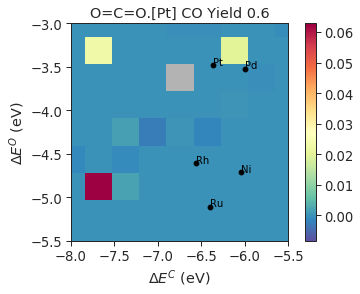 O=C=O.[Pt] CO Yield 0.6
-3.0
-3.5
-4.0
-4.5
-5.0
-5.5
ΔE^O (eV)
Pt
Pd
Rh
Ni
Ru
-8.0 -7.5 -7.0 -6.5 -6.0 -5.5
ΔE^C (eV)
0.06
0.05
0.04
0.03
0.02
0.01
0.00